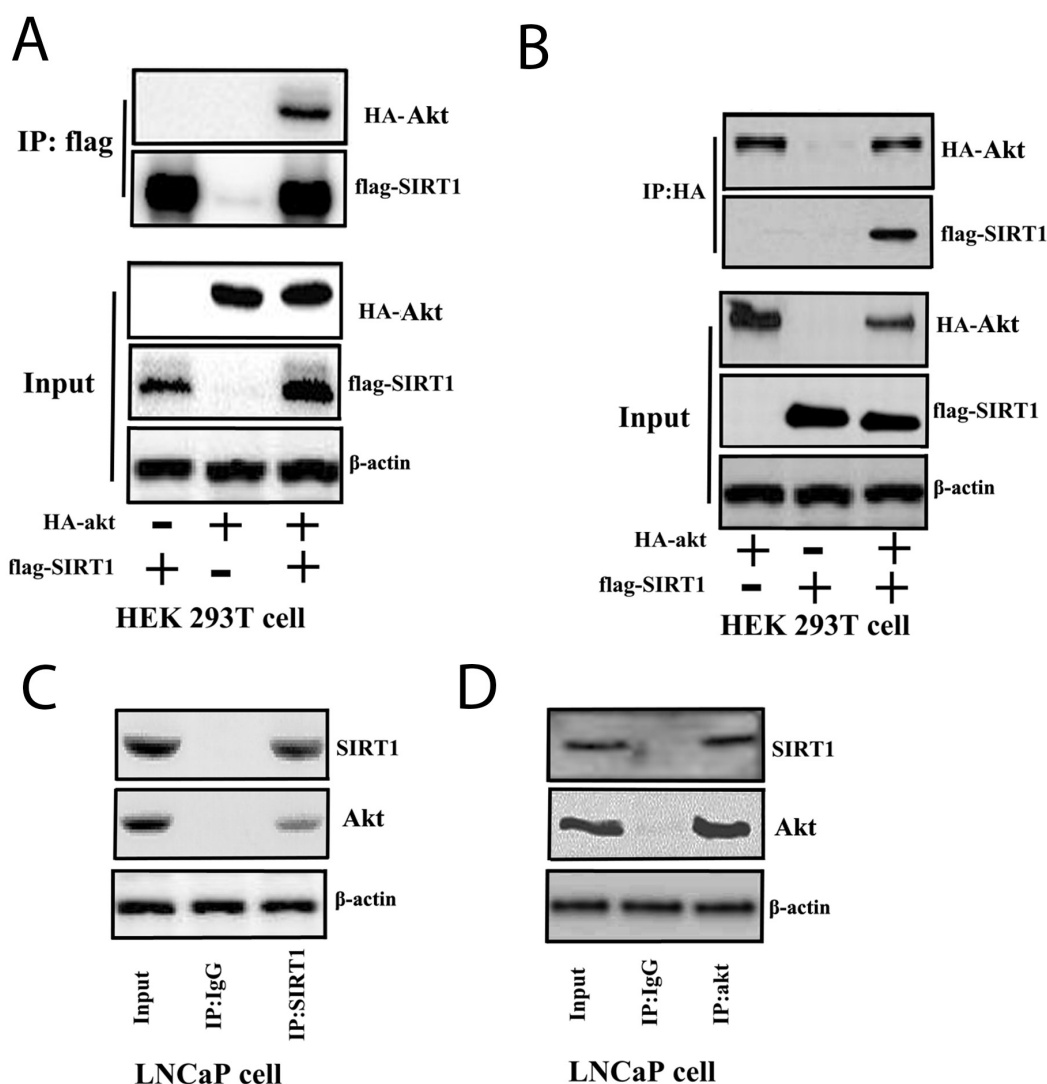 A
IP: flag
HA-Akt
flag-SIRT1
Input
HA-Akt
flag-SIRT1
β-actin
HA-akt - + +
flag-SIRT1 + - +
HEK 293T cell
B
IP:HA
HA-Akt
flag-SIRT1
Input
HA-Akt
flag-SIRT1
β-actin
HA-akt + - +
flag-SIRT1 - + +
HEK 293T cell
C
SIRT1
Akt
β-actin
Input
IP:IgG
IP:SIRT1
LNCaP cell
D
SIRT1
Akt
β-actin
Input
IP:IgG
IP:akt
LNCaP cell